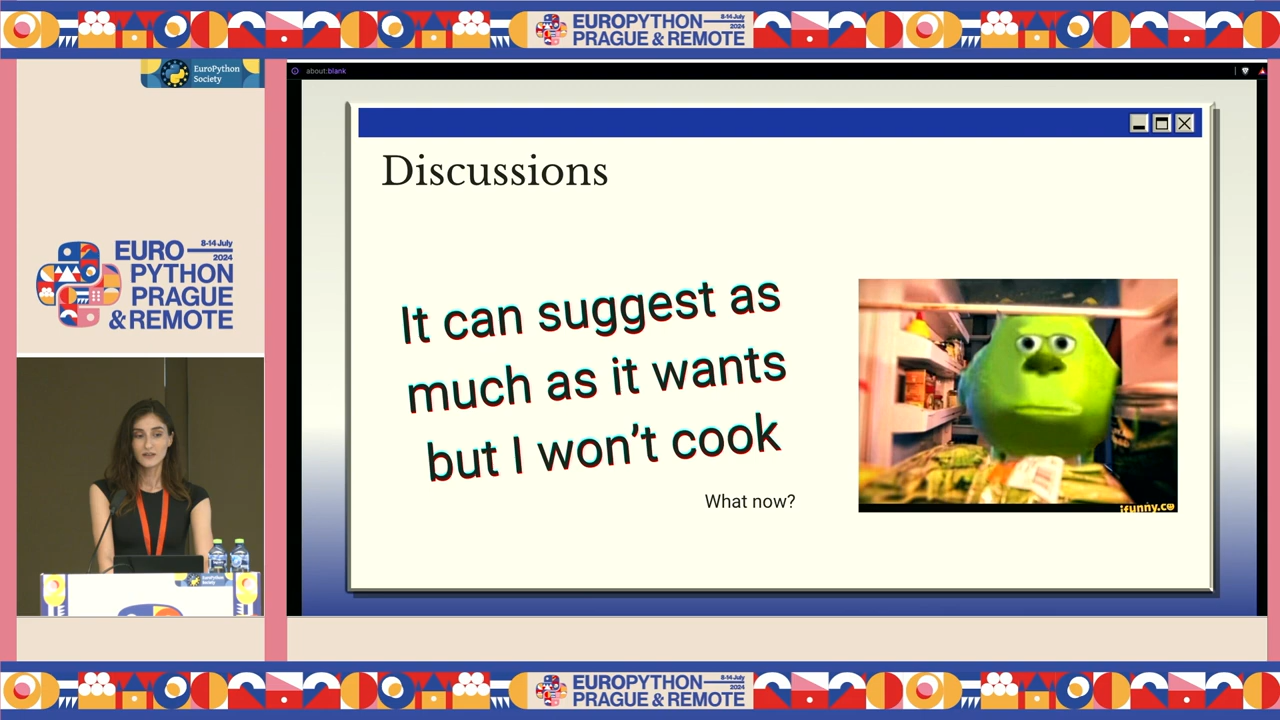 EUROPYTHON
8-14 July
2024
PRAGUE & REMOTE
EuroPython
Society
about:blank
Discussions
It can suggest as
much as it wants
but I won't cook
What now?
ifunny.co
EURO
8-14 July
2024
PYTHON
PRAGUE
& REMOTE
EuroPython
Society
EUROPYTHON
8-14 July
2024
PRAGUE & REMOTE